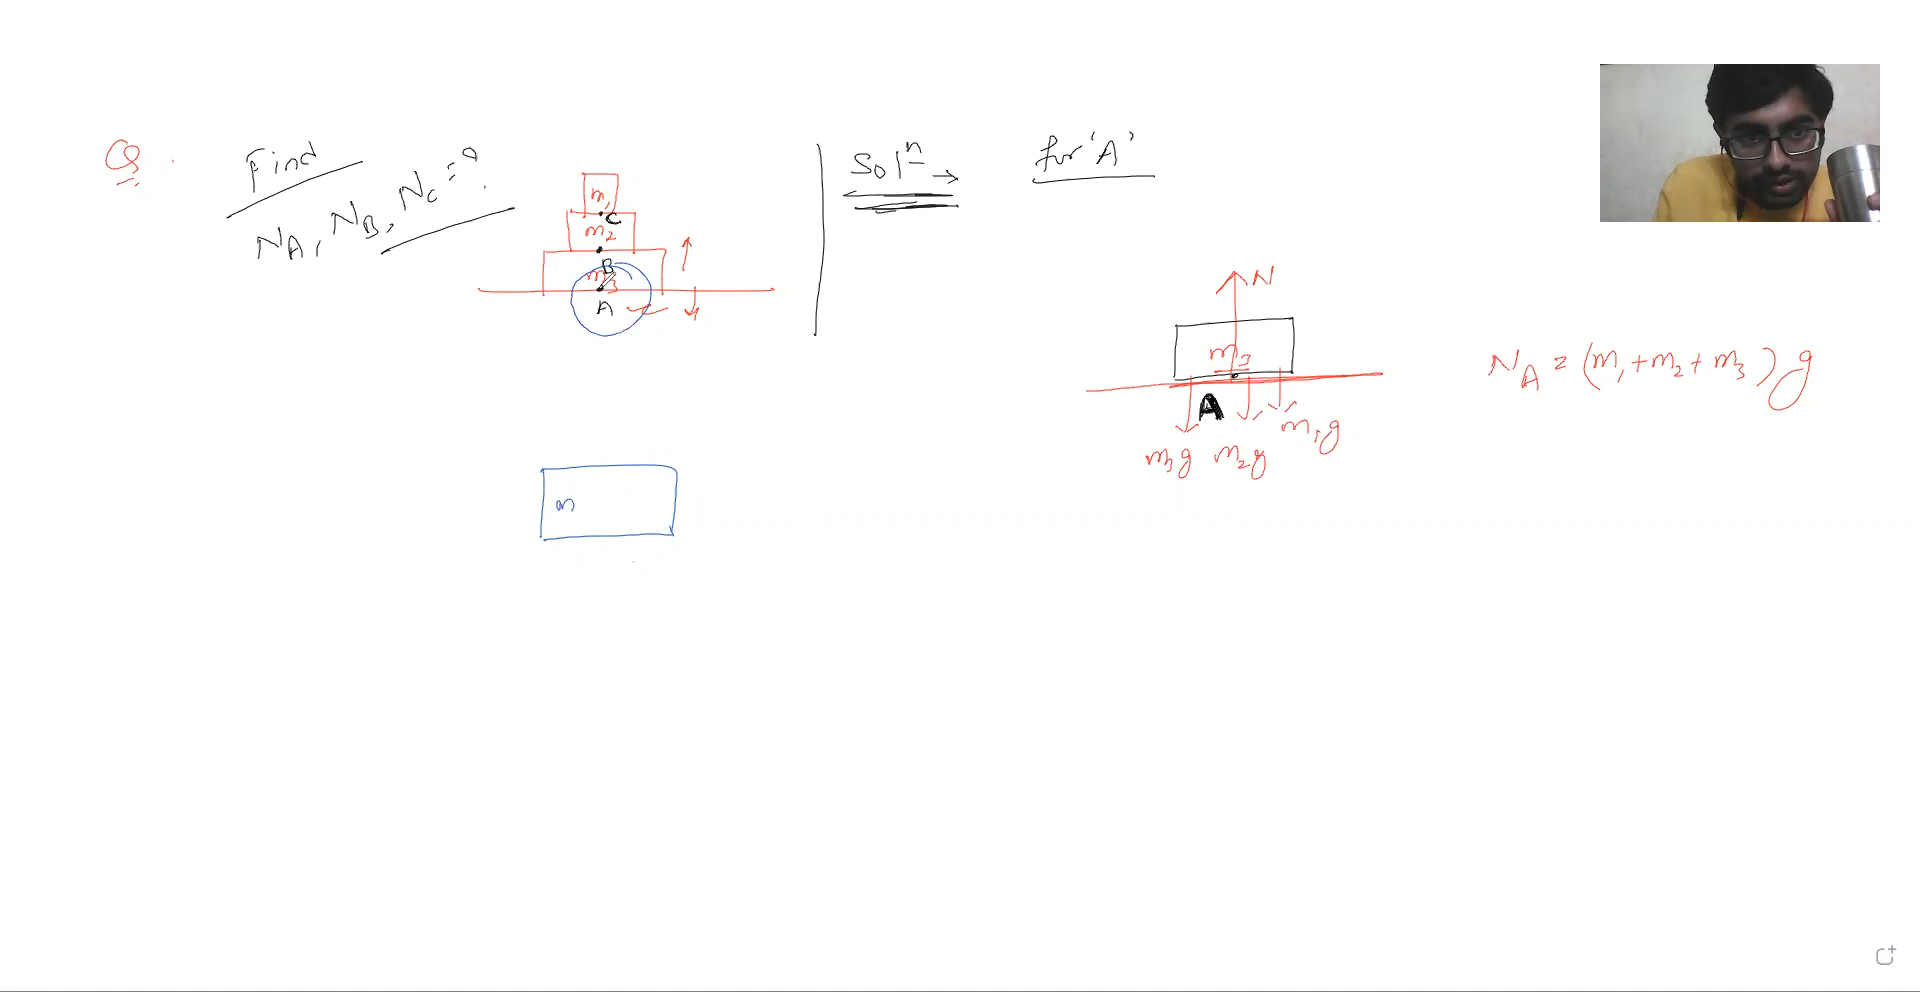 Q.
Find
NA, NB, NC = ?
m1
C
m2
B
m3
A
Solⁿ →
for 'A'
N
m3
A
m3g m2g m1g
NA = (m1 + m2 + m3) g
m